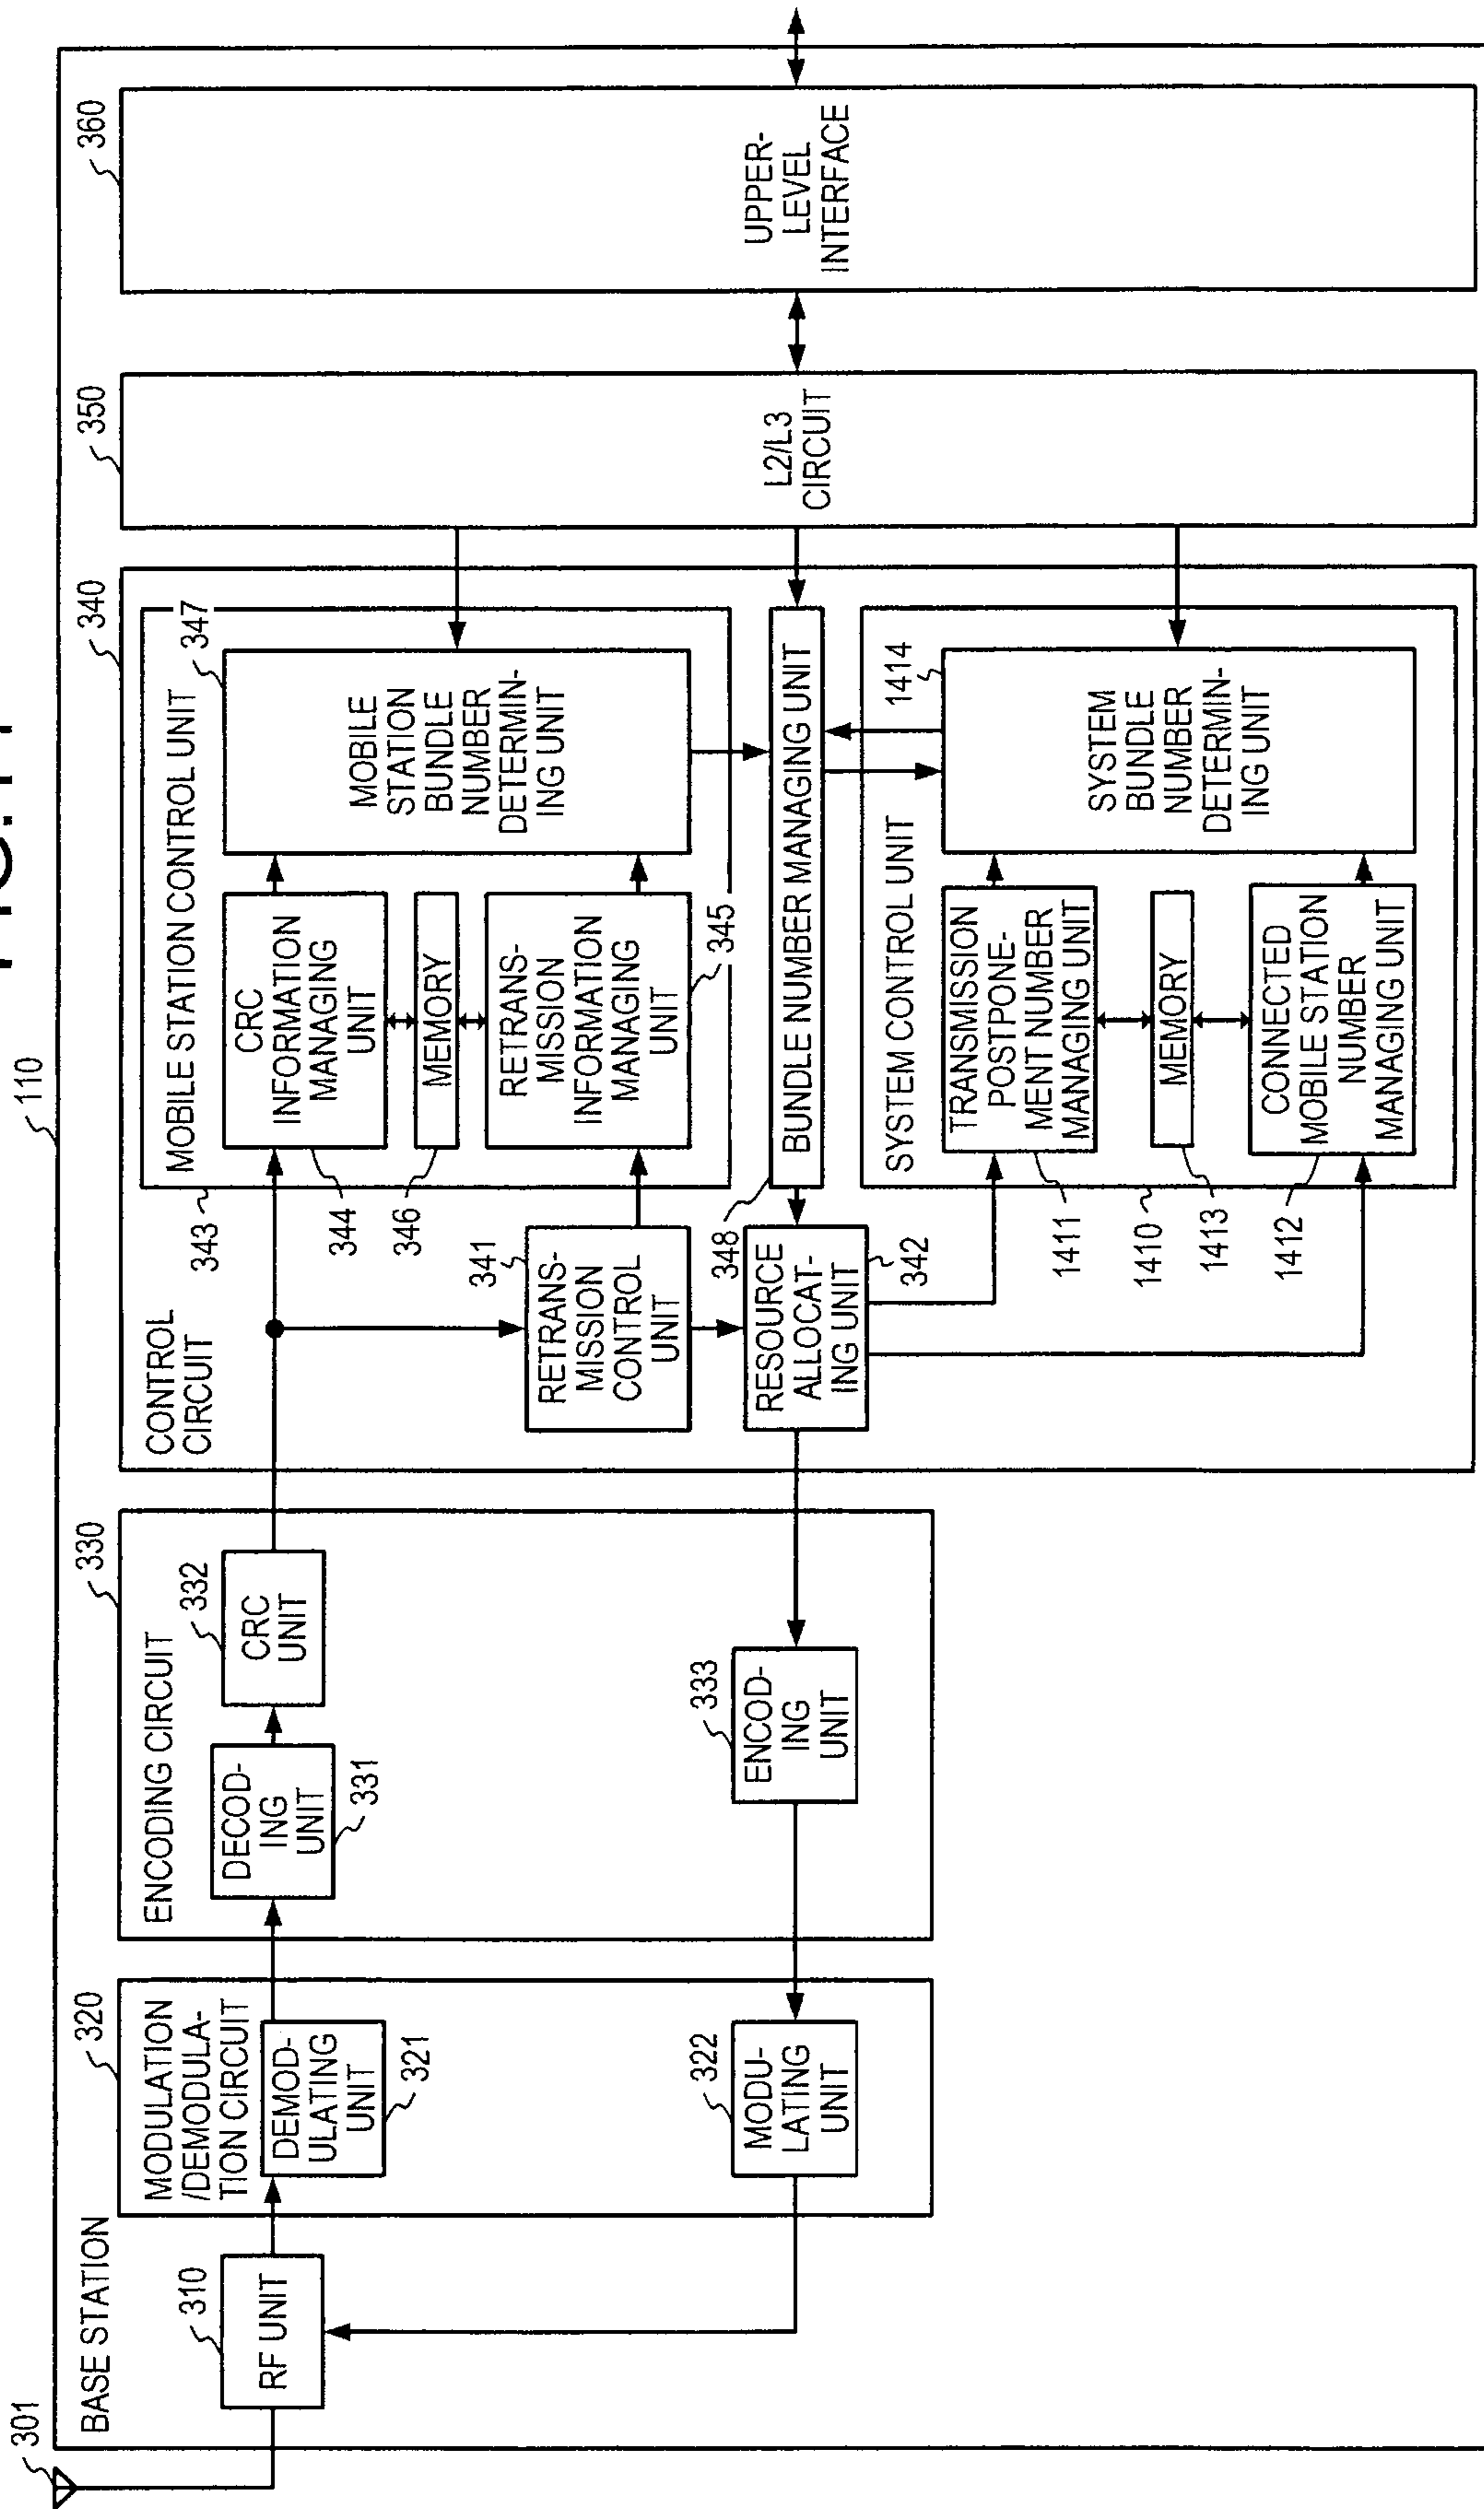 110
301
BASE STATION
310
RF UNIT
320
MODULATION
/DEMODULA-
TION CIRCUIT
DEMOD-
ULATING
UNIT
321
322
MODU-
LATING
UNIT
330
ENCODING CIRCUIT
DECOD-
ING
UNIT
331
332
CRC
UNIT
333
ENCOD-
ING
UNIT
340
CONTROL
CIRCUIT
341
RETRANS-
MISSION
CONTROL
UNIT
348
RESOURCE
ALLOCAT-
ING UNIT
342
343
MOBILE STATION CONTROL UNIT
344
CRC
INFORMATION
MANAGING
UNIT
346
MEMORY
RETRANS-
MISSION
INFORMATION
MANAGING
UNIT
345
347
MOBILE
STATION
BUNDLE
NUMBER
DETERMIN-
ING UNIT
BUNDLE NUMBER MANAGING UNIT
SYSTEM CONTROL UNIT
1411
1410
1413
1412
TRANSMISSION
POSTPONE-
MENT NUMBER
MANAGING UNIT
MEMORY
CONNECTED
MOBILE STATION
NUMBER
MANAGING UNIT
1414
SYSTEM
BUNDLE
NUMBER
DETERMIN-
ING UNIT
350
L2/L3
CIRCUIT
360
UPPER-
LEVEL
INTERFACE